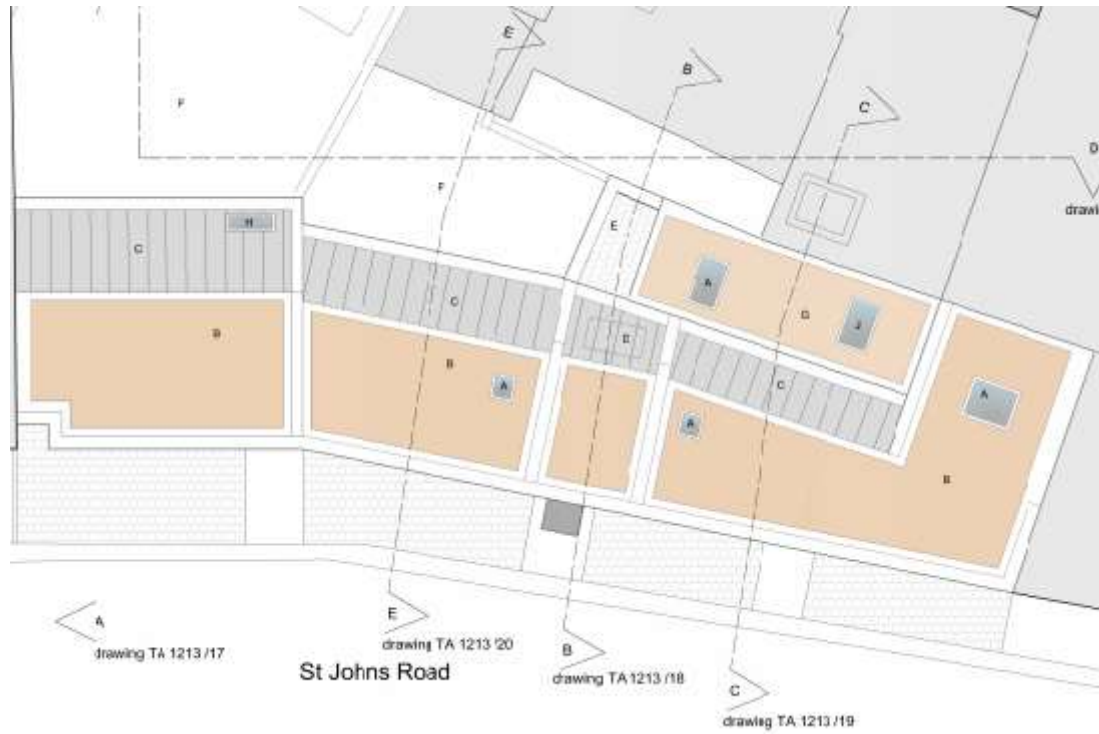 E
B
C
F
D
drawin
F
E
H
C
A
G
J
C
D
C
B
B
A
A
A
B
A
drawing TA 1213 /17
E
drawing TA 1213 /20
St Johns Road
B
drawing TA 1213 /18
C
drawing TA 1213 /19